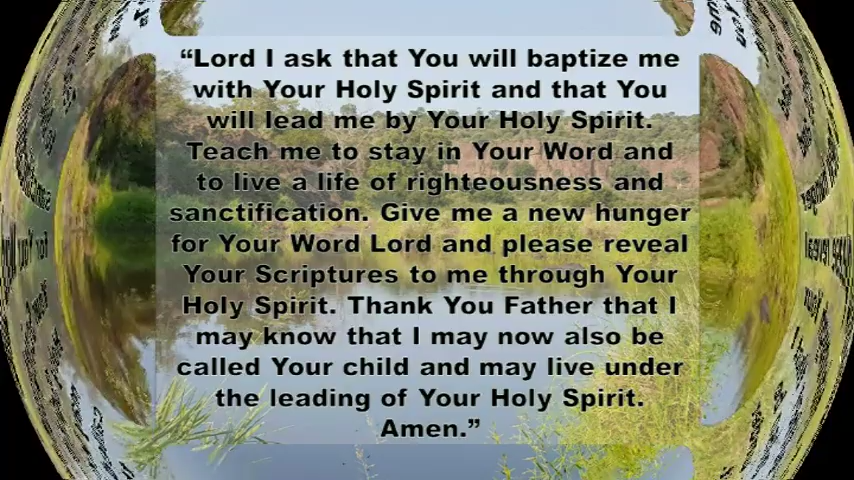 “Lord I ask that You will baptize me
with Your Holy Spirit and that You
will lead me by Your Holy Spirit.
Teach me to stay in Your Word and
to live a life of righteousness and
sanctification. Give me a new hunger
for Your Word Lord and please reveal
Your Scriptures to me through Your
Holy Spirit. Thank You Father that I
may know that I may now also be
called Your child and may live under
the leading of Your Holy Spirit.
Amen.”